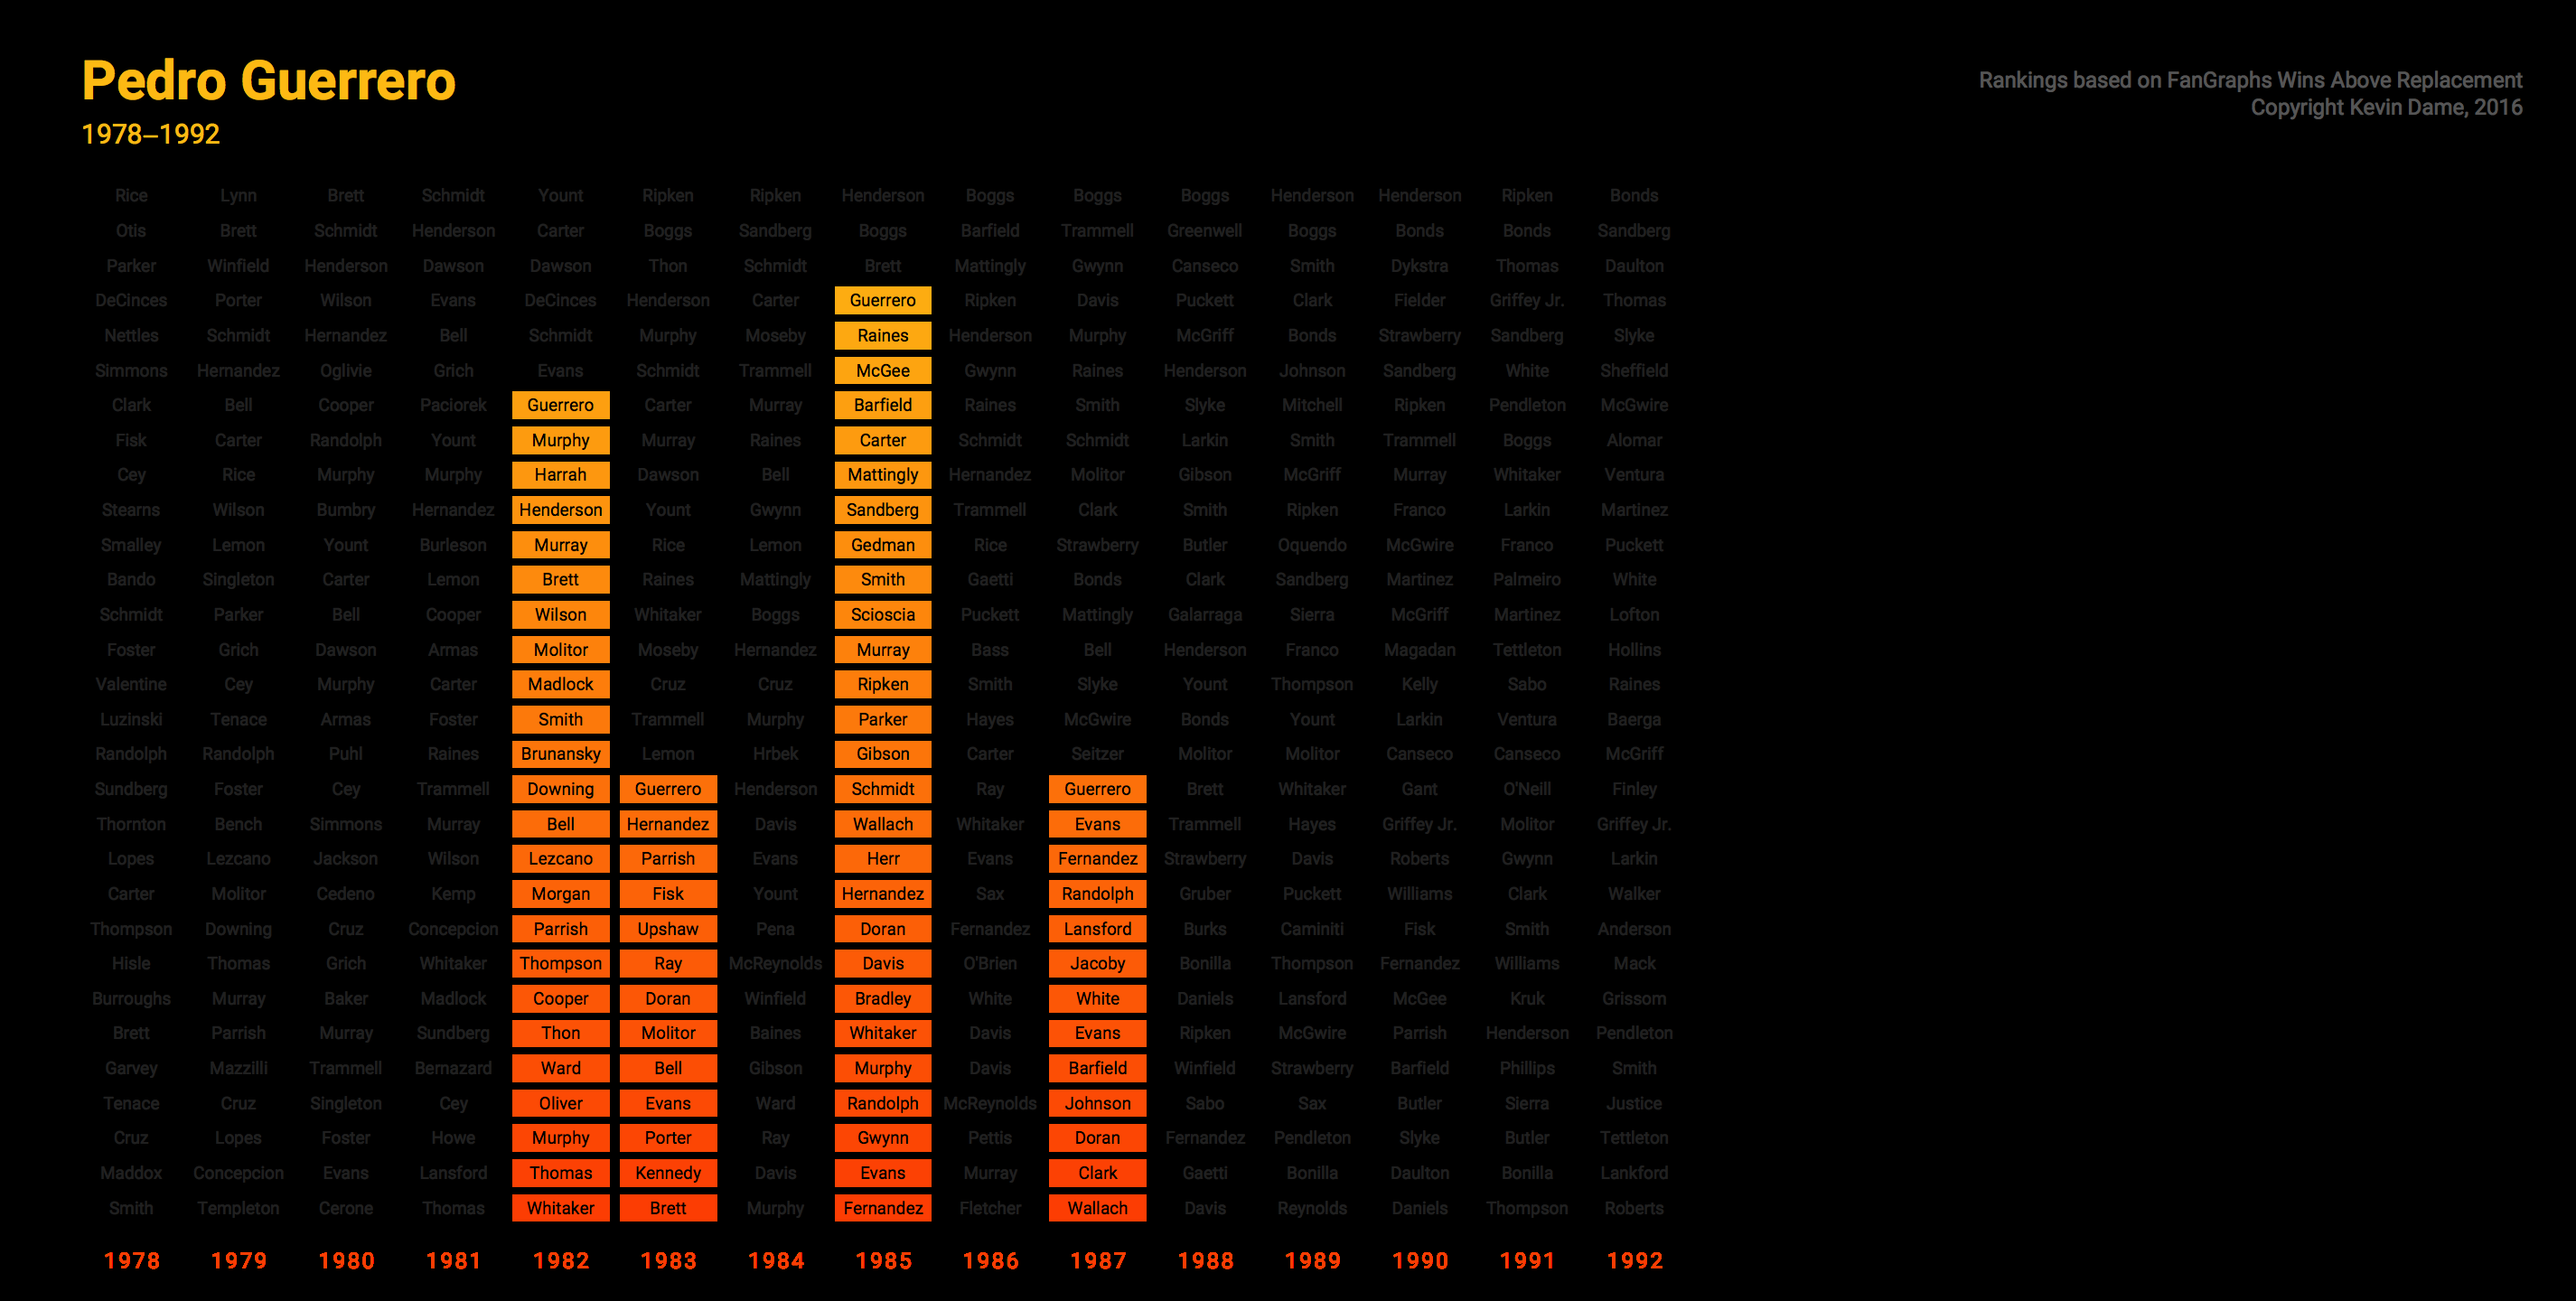 Pedro Guerrero
1978–1992
Rankings based on FanGraphs Wins Above Replacement
Copyright Kevin Dame, 2016
Rice Lynn Brett Schmidt Yount Ripken Ripken Henderson Boggs Boggs Boggs Henderson Henderson Ripken Bonds
Otis Brett Schmidt Henderson Carter Boggs Sandberg Boggs Barfield Trammell Greenwell Boggs Bonds Bonds Sandberg
Parker Winfield Henderson Dawson Dawson Thon Schmidt Brett Mattingly Gwynn Canseco Smith Dykstra Thomas Daulton
DeCinces Porter Wilson Evans DeCinces Henderson Carter Guerrero Ripken Davis Puckett Clark Fielder Griffey Jr. Thomas
Nettles Schmidt Hernandez Bell Schmidt Murphy Moseby Raines Henderson Murphy McGriff Bonds Strawberry Sandberg Slyke
Simmons Hernandez Oglivie Grich Evans Schmidt Trammell McGee Gwynn Raines Henderson Johnson Sandberg White Sheffield
Clark Bell Cooper Paciorek Guerrero Carter Murray Barfield Raines Smith Slyke Mitchell Ripken Pendleton McGwire
Fisk Carter Randolph Yount Murphy Murray Raines Carter Schmidt Schmidt Larkin Smith Trammell Boggs Alomar
Cey Rice Murphy Murphy Harrah Dawson Bell Mattingly Hernandez Molitor Gibson McGriff Murray Whitaker Ventura
Stearns Wilson Bumbry Hernandez Henderson Yount Gwynn Sandberg Trammell Clark Smith Ripken Franco Larkin Martinez
Smalley Lemon Yount Burleson Murray Rice Lemon Gedman Rice Strawberry Butler Oquendo McGwire Franco Puckett
Bando Singleton Carter Lemon Brett Raines Mattingly Smith Gaetti Bonds Clark Sandberg Martinez Palmeiro White
Schmidt Parker Bell Cooper Wilson Whitaker Boggs Scioscia Puckett Mattingly Galarraga Sierra McGriff Martinez Lofton
Foster Grich Dawson Armas Molitor Moseby Hernandez Murray Bass Bell Henderson Franco Magadan Tettleton Hollins
Valentine Cey Murphy Carter Madlock Cruz Cruz Ripken Smith Slyke Yount Thompson Kelly Sabo Raines
Luzinski Tenace Armas Foster Smith Trammell Murphy Parker Hayes McGwire Bonds Yount Larkin Ventura Baerga
Randolph Randolph Puhl Raines Brunansky Lemon Hrbek Gibson Carter Seitzer Molitor Molitor Canseco Canseco McGriff
Sundberg Foster Cey Trammell Downing Guerrero Henderson Schmidt Ray Guerrero Brett Whitaker Gant O'Neill Finley
Thornton Bench Simmons Murray Bell Hernandez Davis Wallach Whitaker Evans Trammell Hayes Griffey Jr. Molitor Griffey Jr.
Lopes Lezcano Jackson Wilson Lezcano Parrish Evans Herr Evans Fernandez Strawberry Davis Roberts Gwynn Larkin
Carter Molitor Cedeno Kemp Morgan Fisk Yount Hernandez Sax Randolph Gruber Puckett Williams Clark Walker
Thompson Downing Cruz Concepcion Parrish Upshaw Pena Doran Fernandez Lansford Burks Caminiti Fisk Smith Anderson
Hisle Thomas Grich Whitaker Thompson Ray McReynolds Davis O'Brien Jacoby Bonilla Thompson Fernandez Williams Mack
Burroughs Murray Baker Madlock Cooper Doran Winfield Bradley White White Daniels Lansford McGee Kruk Grissom
Brett Parrish Murray Sundberg Thon Molitor Baines Whitaker Davis Evans Ripken McGwire Parrish Henderson Pendleton
Garvey Mazzilli Trammell Bernazard Ward Bell Gibson Murphy Davis Barfield Winfield Strawberry Barfield Phillips Smith
Tenace Cruz Singleton Cey Oliver Evans Ward Randolph McReynolds Johnson Sabo Sax Butler Sierra Justice
Cruz Lopes Foster Howe Murphy Porter Ray Gwynn Pettis Doran Fernandez Pendleton Slyke Butler Tettleton
Maddox Concepcion Evans Lansford Thomas Kennedy Davis Evans Murray Clark Gaetti Bonilla Daulton Bonilla Lankford
Smith Templeton Cerone Thomas Whitaker Brett Murphy Fernandez Fletcher Wallach Davis Reynolds Daniels Thompson Roberts
1978 1979 1980 1981 1982 1983 1984 1985 1986 1987 1988 1989 1990 1991 1992